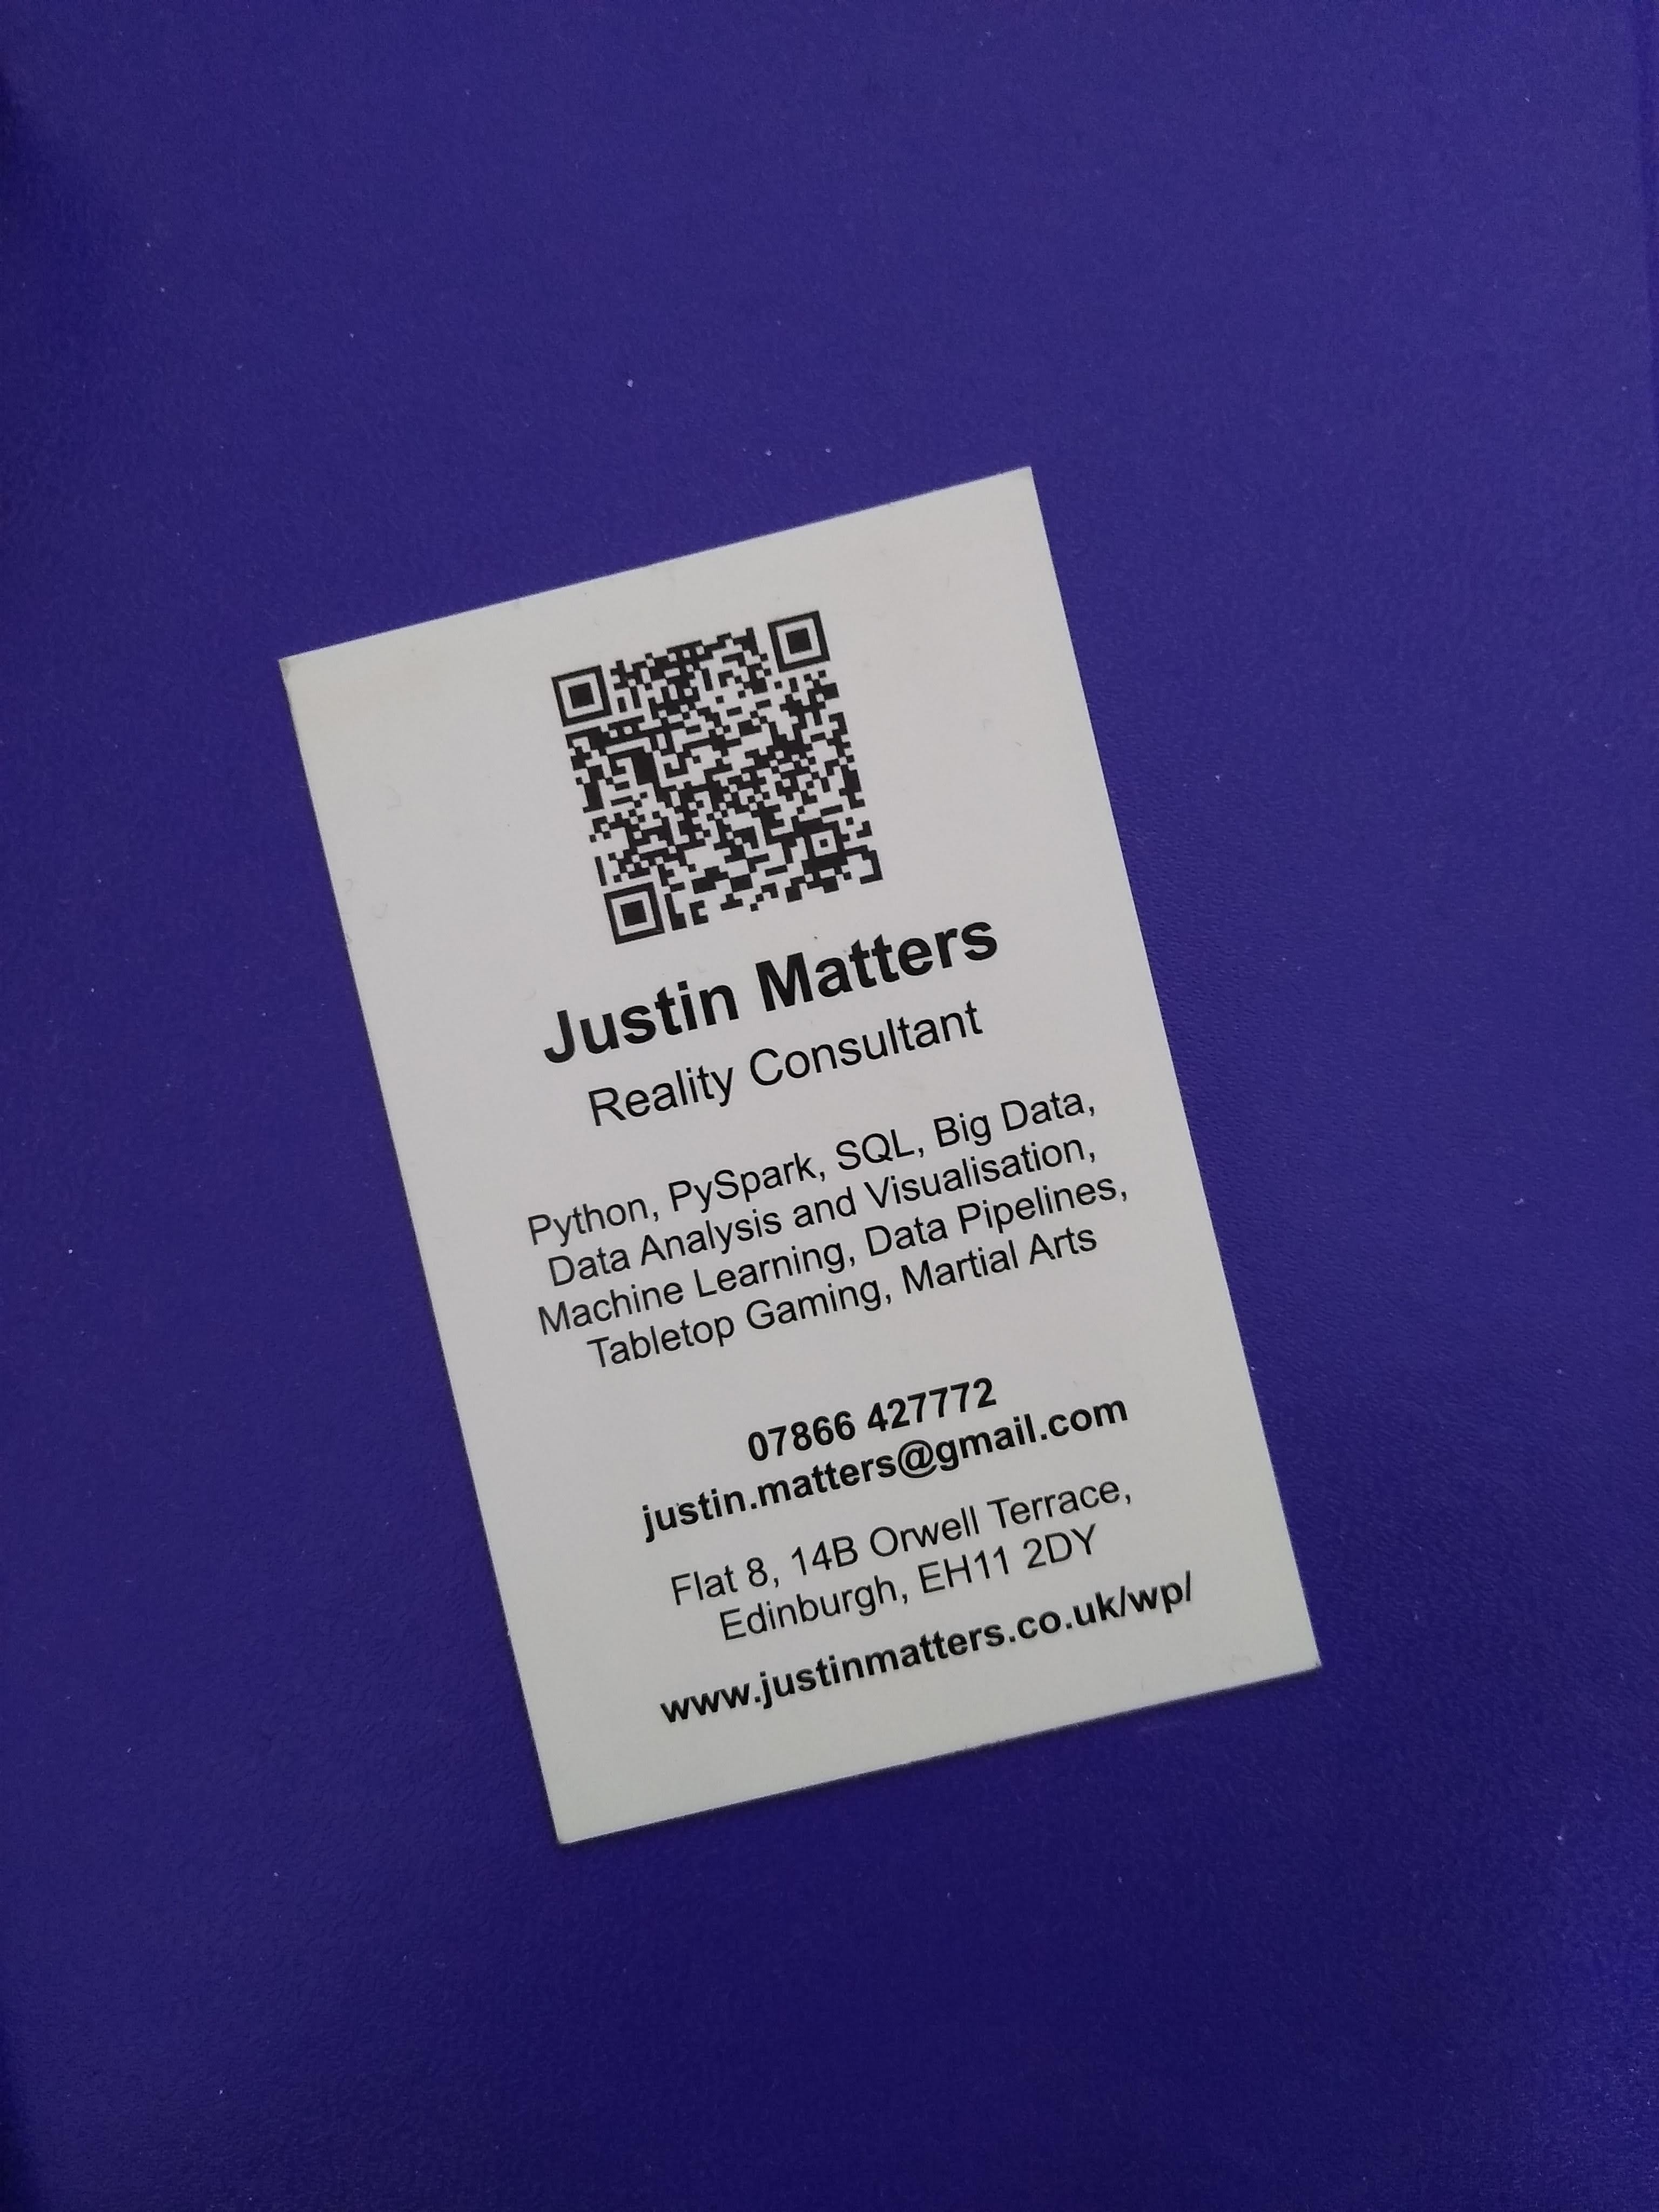 Justin Matters
Reality Consultant
Python, PySpark, SQL, Big Data,
Data Analysis and Visualisation,
Machine Learning, Data Pipelines,
Tabletop Gaming, Martial Arts
07866 427772
justin.matters@gmail.com
Flat 8, 14B Orwell Terrace,
Edinburgh, EH11 2DY
www.justinmatters.co.uk/wp/